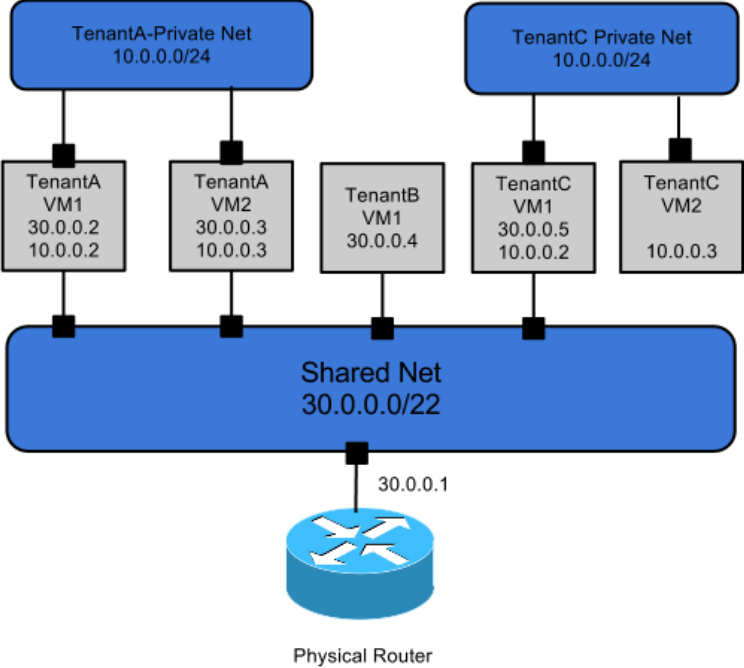 TenantA-Private Net
10.0.0.0/24
TenantC Private Net
10.0.0.0/24
TenantA
VM1
30.0.0.2
10.0.0.2
TenantA
VM2
30.0.0.3
10.0.0.3
TenantB
VM1
30.0.0.4
TenantC
VM1
30.0.0.5
10.0.0.2
TenantC
VM2
10.0.0.3
Shared Net
30.0.0.0/22
30.0.0.1
Physical Router